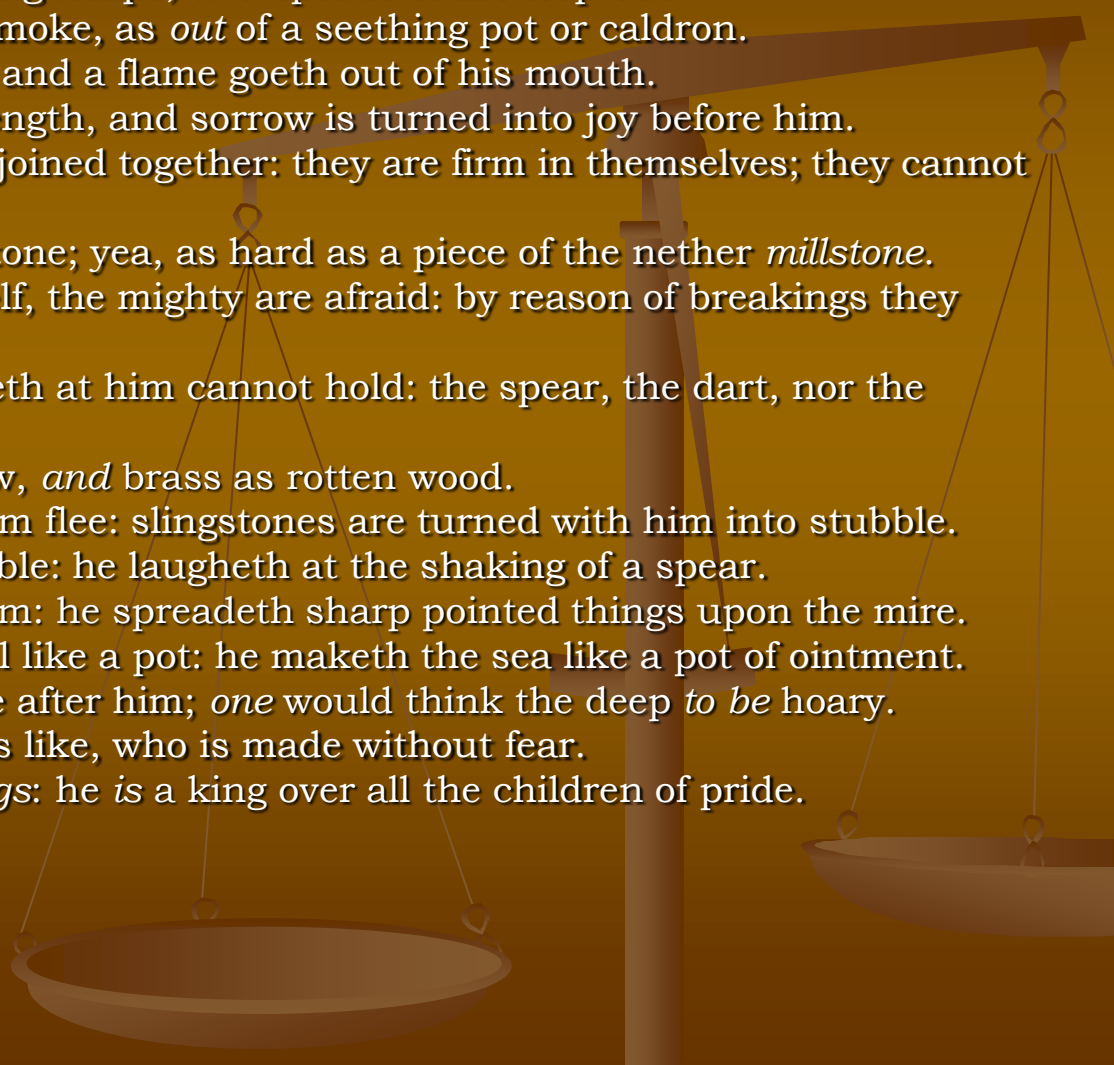 moke, as out of a seething pot or caldron.
and a flame goeth out of his mouth.
ngth, and sorrow is turned into joy before him.
joined together: they are firm in themselves; they cannot
one; yea, as hard as a piece of the nether millstone.
lf, the mighty are afraid: by reason of breakings they
eth at him cannot hold: the spear, the dart, nor the
w, and brass as rotten wood.
m flee: slingstones are turned with him into stubble.
ble: he laugheth at the shaking of a spear.
m: he spreadeth sharp pointed things upon the mire.
l like a pot: he maketh the sea like a pot of ointment.
e after him; one would think the deep to be hoary.
s like, who is made without fear.
gs: he is a king over all the children of pride.